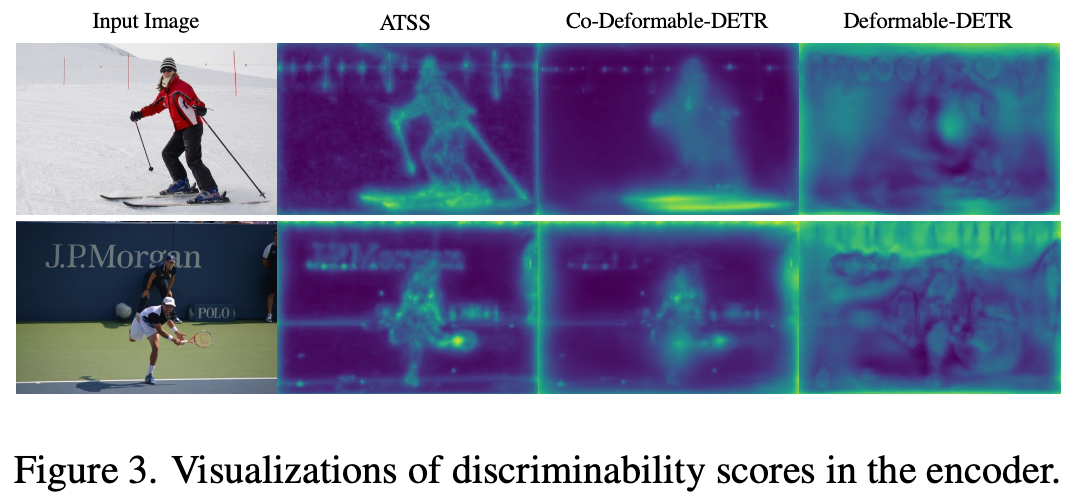 Input Image
ATSS
Co-Deformable-DETR
Deformable-DETR
J.P.Morgan
POLO
J.P.Morgan
Figure 3. Visualizations of discriminability scores in the encoder.